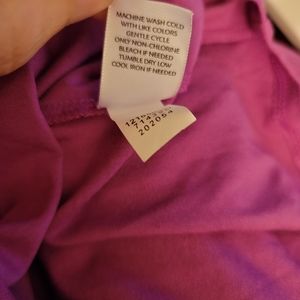 MACHINE WASH COLD
WITH LIKE COLORS
GENTLE CYCLE
ONLY NON-CHLORINE
BLEACH IF NEEDED
TUMBLE DRY LOW
COOL IRON IF NEEDED
202064